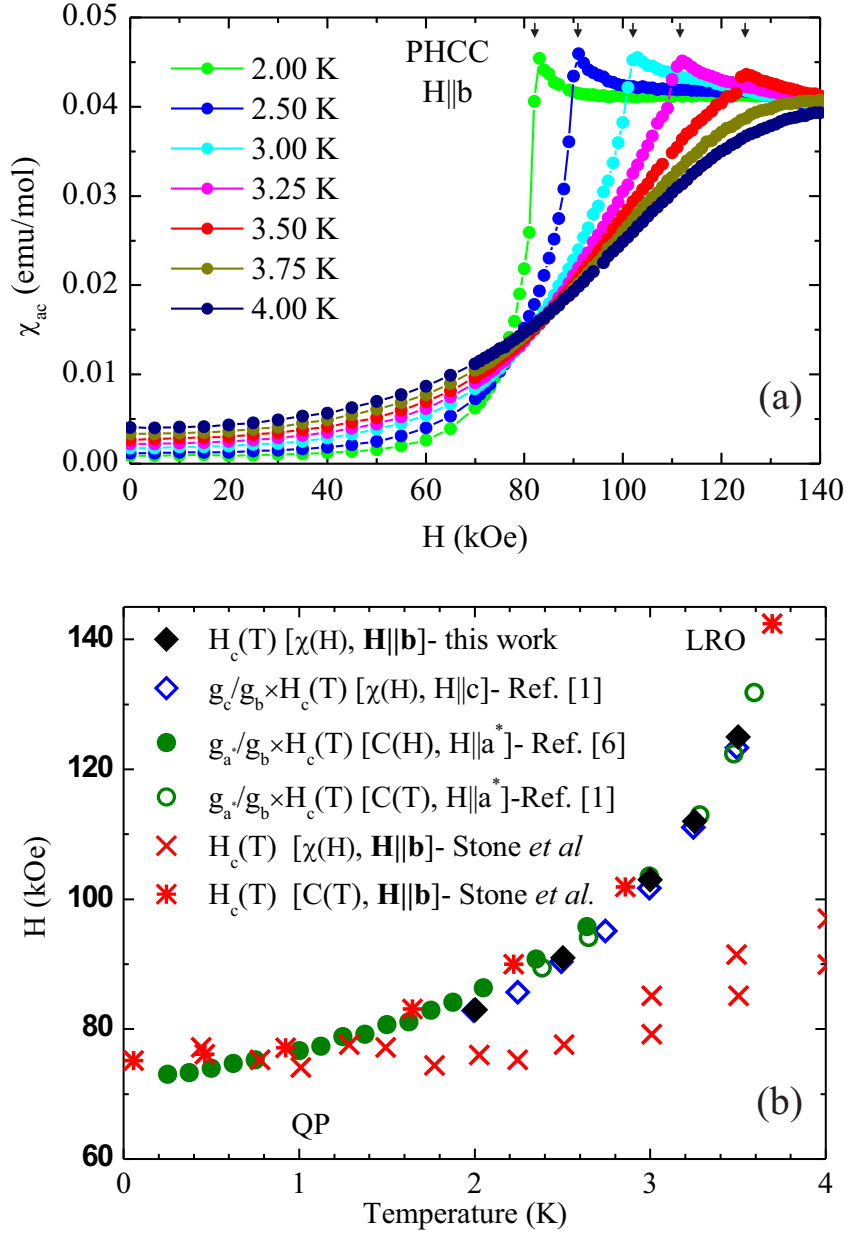 0.05
0.04
0.03
0.02
0.01
0.00
χac (emu/mol)
PHCC
H||b
2.00 K
2.50 K
3.00 K
3.25 K
3.50 K
3.75 K
4.00 K
(a)
0 20 40 60 80 100 120 140
H (kOe)
140
120
100
80
60
H (kOe)
LRO
Hc(T) [χ(H), H||b]- this work
gc/gb×Hc(T) [χ(H), H||c]- Ref. [1]
ga*/gb×Hc(T) [C(H), H||a*]- Ref. [6]
ga*/gb×Hc(T) [C(T), H||a*]-Ref. [1]
Hc(T) [χ(H), H||b]- Stone et al
Hc(T) [C(T), H||b]- Stone et al.
QP
(b)
0 1 2 3 4
Temperature (K)